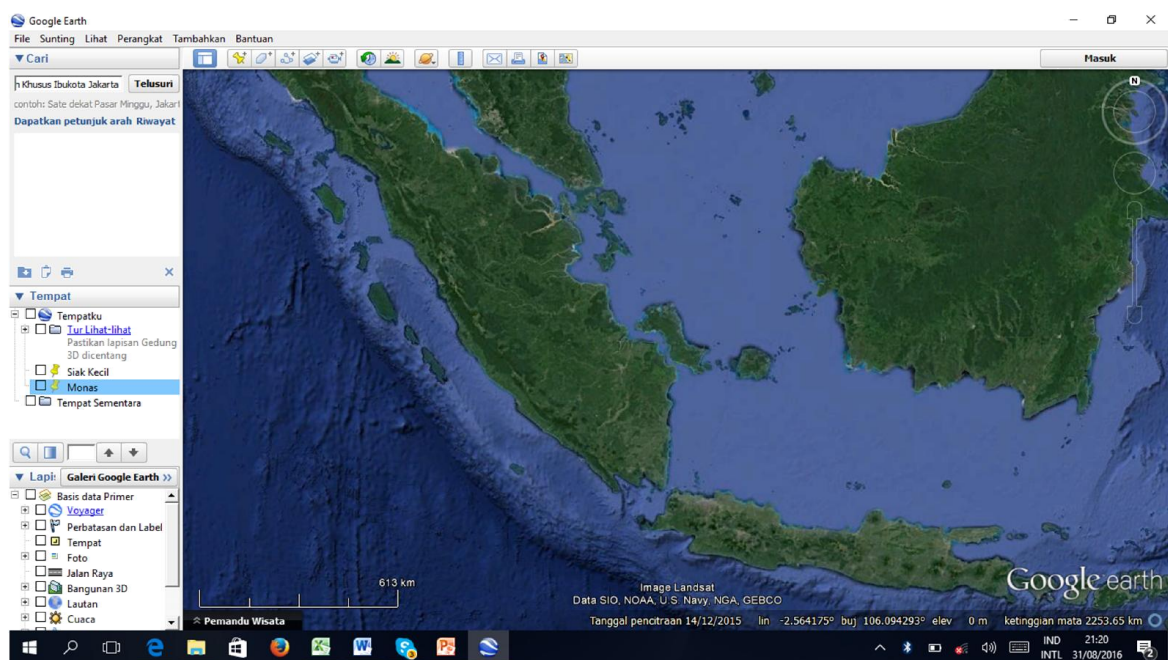 Google Earth
File Sunting Lihat Perangkat Tambahkan Bantuan
Cari
Masuk
n Khusus Ibukota Jakarta Telusuri
contoh: Sate dekat Pasar Minggu, Jakart
Dapatkan petunjuk arah Riwayat
N
Tempat
Tempatku
Tur Lihat-lihat
Pastikan lapisan Gedung
3D dicentang
Siak Kecil
Monas
Tempat Sementara
Lapi: Galeri Google Earth >>
Basis data Primer
Voyager
Perbatasan dan Label
Tempat
Foto
Jalan Raya
Bangunan 3D
Lautan
Cuaca
613 km
Image Landsat
Data SIO, NOAA, U.S. Navy, NGA, GEBCO
Google earth
Pemandu Wisata
Tanggal pencitraan 14/12/2015 lin -2.564175° buj 106.094293° elev 0 m ketinggian mata 2253.65 km
IND 21:20
INTL 31/08/2016